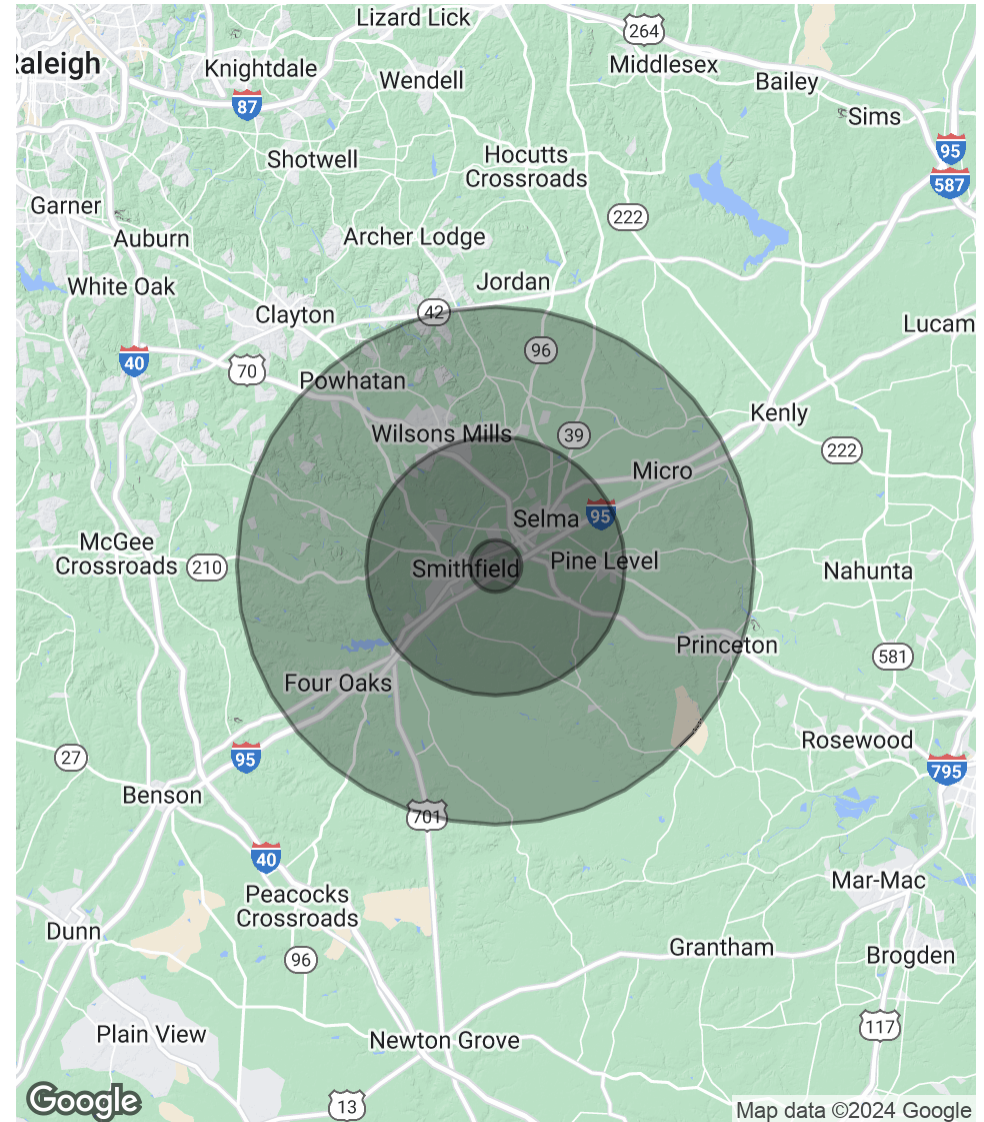 Lizard Lick
264
Raleigh
Knightdale
Middlesex
Wendell
Bailey
87
Sims
95
Shotwell
Hocutts
Crossroads
587
Garner
222
Auburn
Archer Lodge
White Oak
Jordan
Clayton
42
Lucam
96
40
70
Powhatan
Kenly
Wilsons Mills
39
222
Micro
Selma
95
McGee
Crossroads
210
Smithfield
Pine Level
Nahunta
Princeton
581
Four Oaks
Rosewood
27
95
795
Benson
701
40
Peacocks
Crossroads
Mar-Mac
Dunn
Grantham
Brogden
96
Plain View
Newton Grove
117
Google
13
Map data ©2024 Google